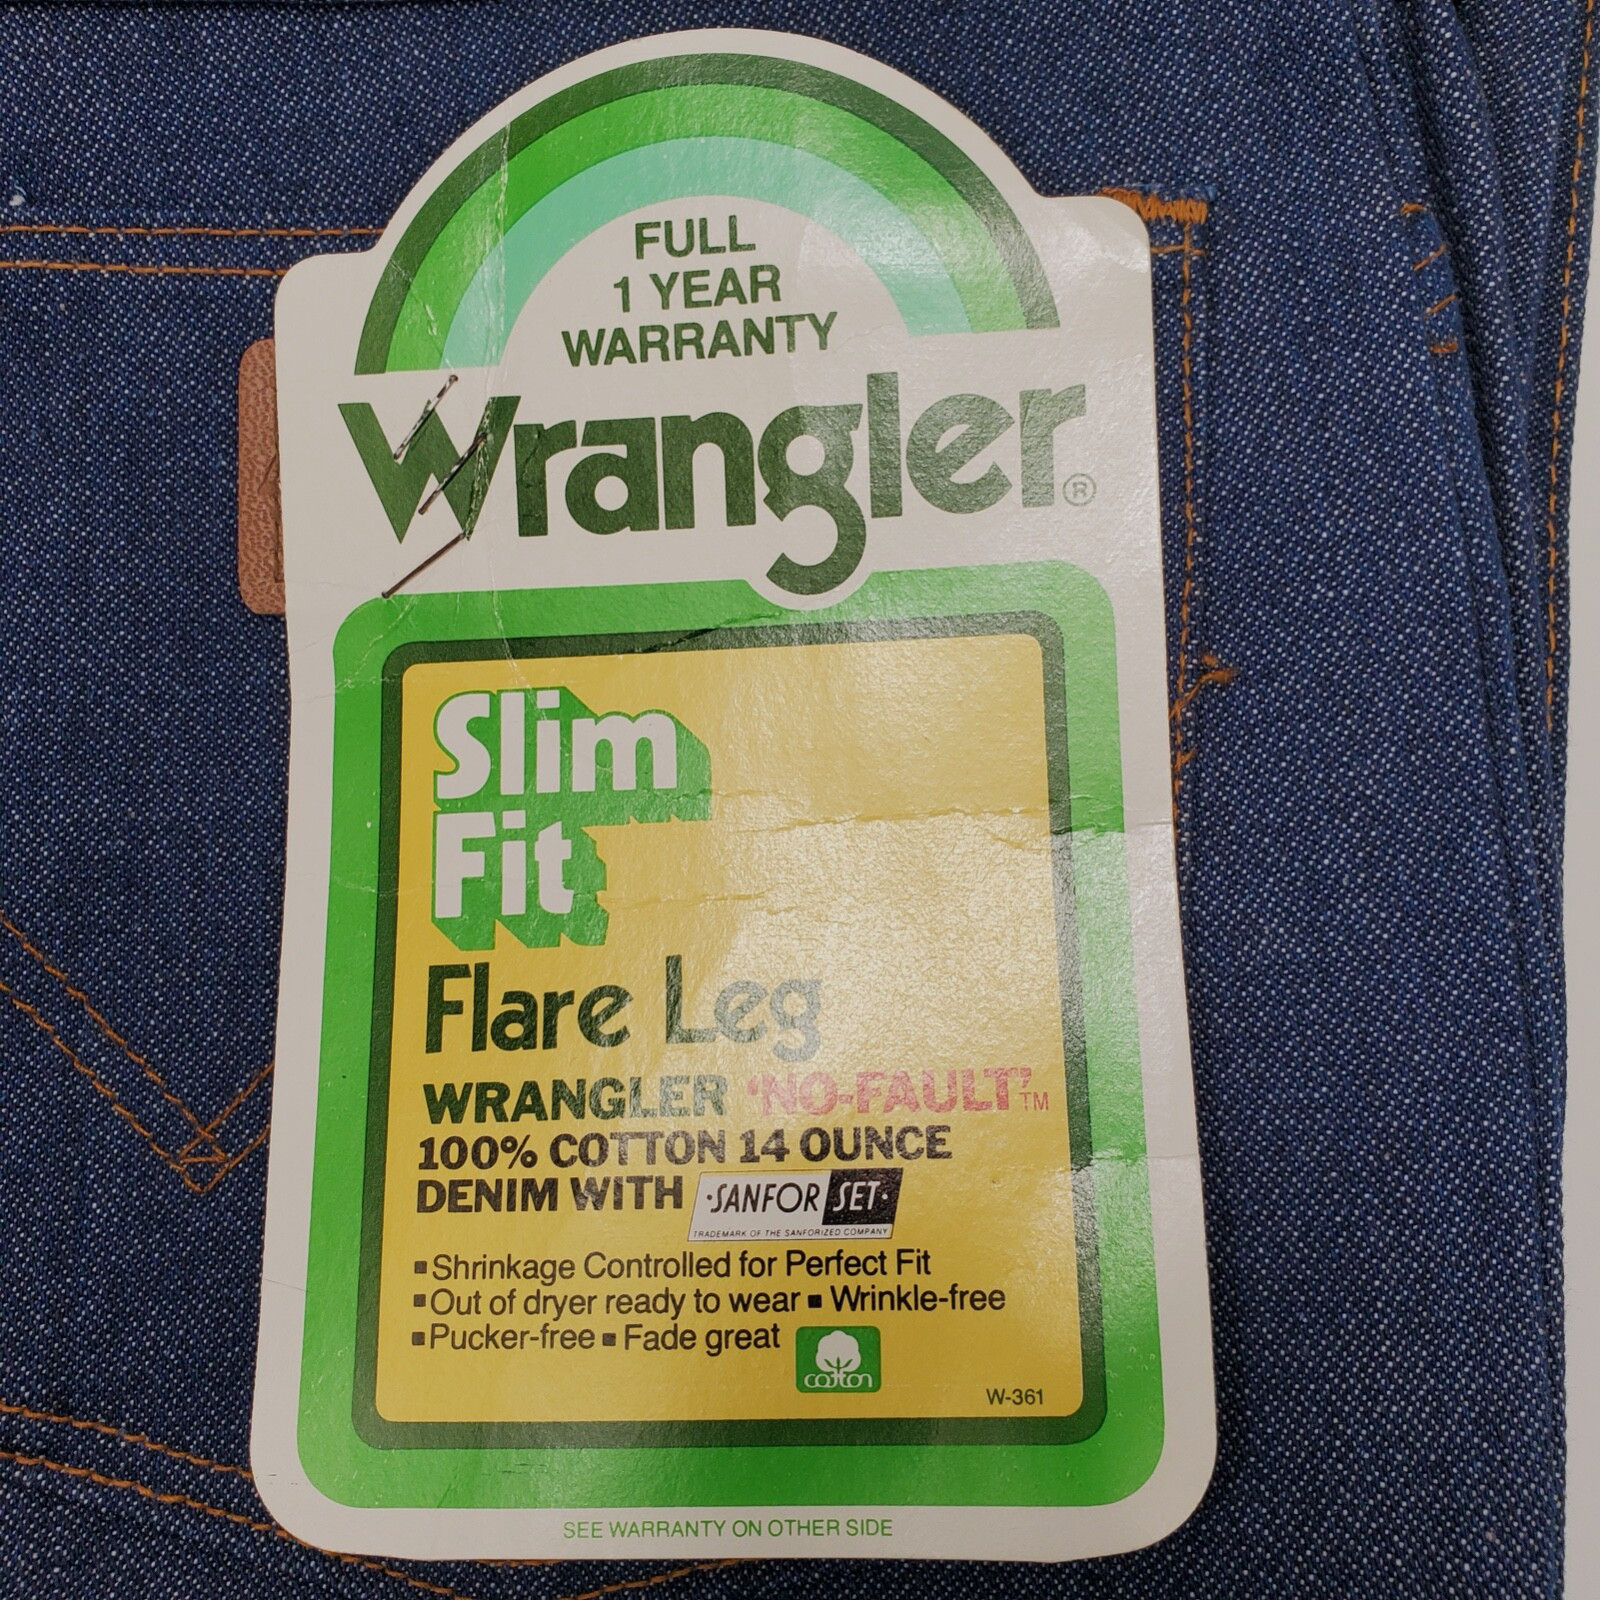 FULL
1 YEAR
WARRANTY
Wrangler®
Slim
Fit
Flare Leg
WRANGLER 'NO-FAULT'™
100% COTTON 14 OUNCE
DENIM WITH ·SANFOR SET·
TRADEMARK OF THE SANFORIZED COMPANY
▪Shrinkage Controlled for Perfect Fit
▪Out of dryer ready to wear ▪ Wrinkle-free
▪Pucker-free ▪ Fade great
cotton
W-361
SEE WARRANTY ON OTHER SIDE